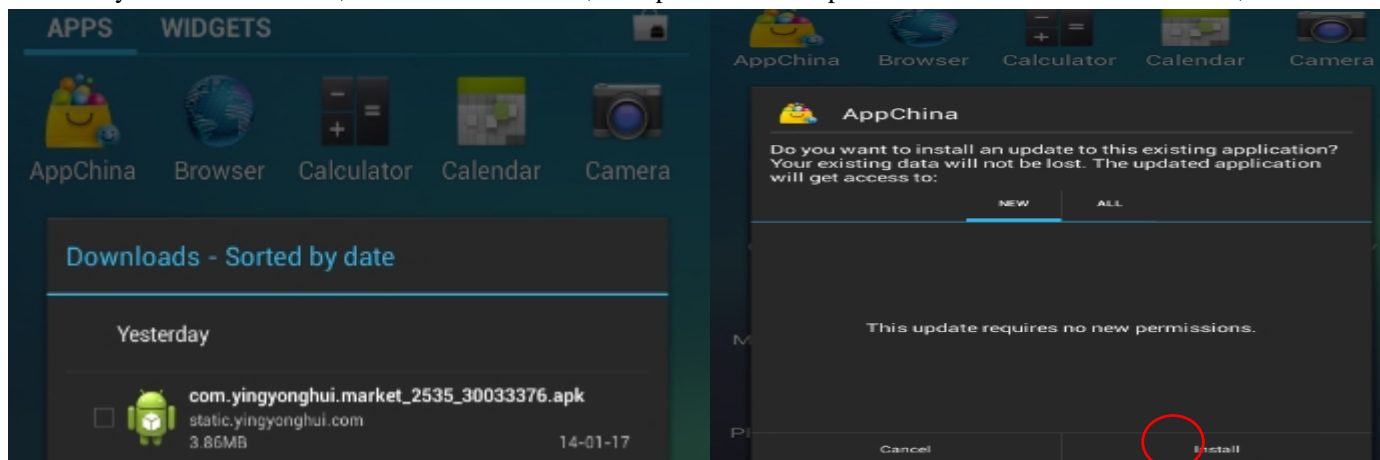 APPS WIDGETS
AppChina Browser Calculator Calendar Camera
Downloads - Sorted by date
Yesterday
com.yingyonghui.market_2535_30033376.apk
static.yingyonghui.com
3.86MB 14-01-17
AppChina Browser Calculator Calendar Camera
AppChina
Do you want to install an update to this existing application?
Your existing data will not be lost. The updated application
will get access to:
NEW ALL
This update requires no new permissions.
Cancel Install